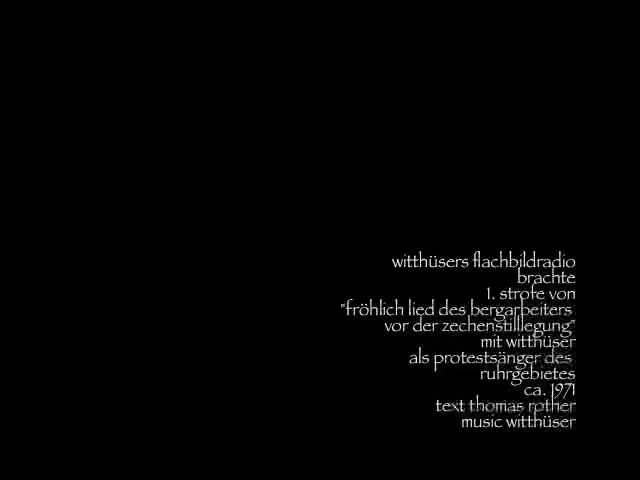 witthüsers flachbildradio
brachte
1. strofe von
"fröhlich lied des bergarbeiters
vor der zechenstilllegung"
mit witthüser
als protestsänger des
ruhrgebietes
ca. 1971
text thomas rother
music witthüser